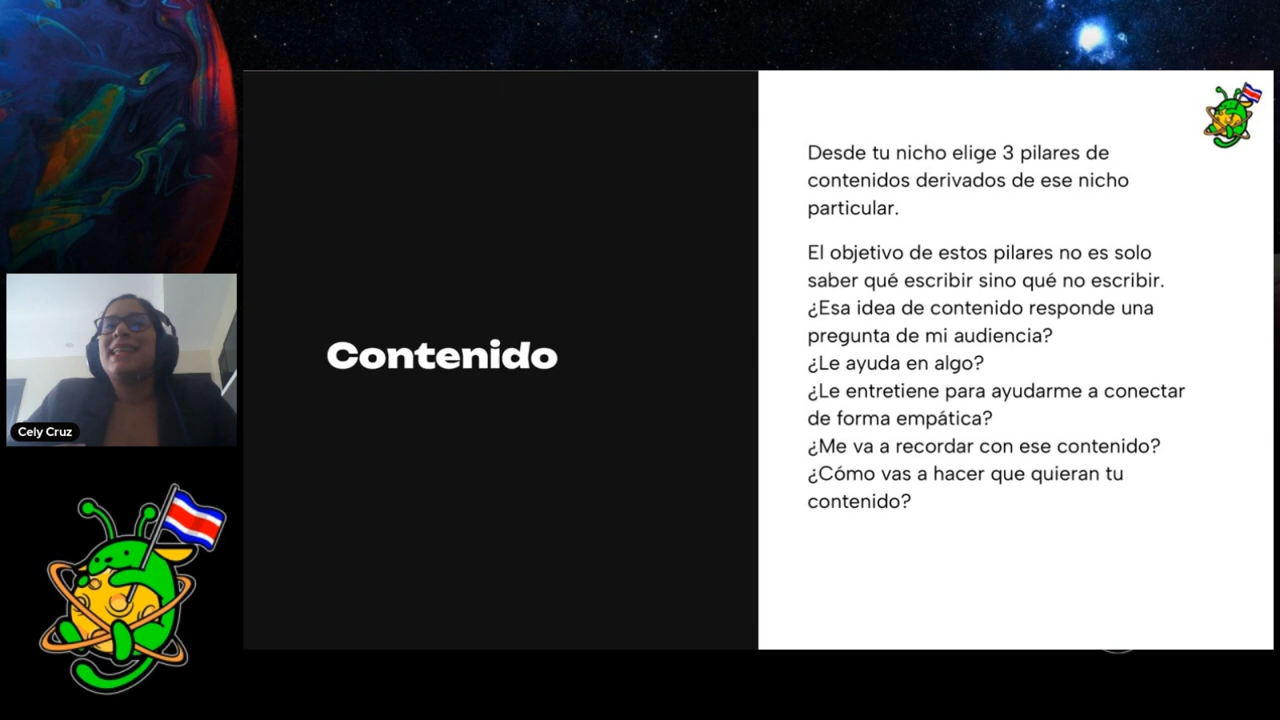 Desde tu nicho elige 3 pilares de
contenidos derivados de ese nicho
particular.
El objetivo de estos pilares no es solo
saber qué escribir sino qué no escribir.
¿Esa idea de contenido responde una
pregunta de mi audiencia?
¿Le ayuda en algo?
¿Le entretiene para ayudarme a conectar
de forma empática?
¿Me va a recordar con ese contenido?
¿Cómo vas a hacer que quieran tu
contenido?
Contenido
Cely Cruz